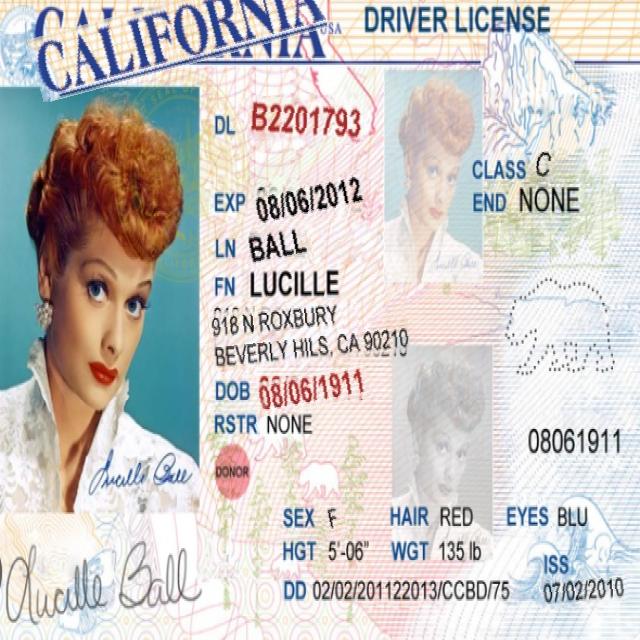 CALIFORNIA USA DRIVER LICENSE
DL B2201793
CLASS C
EXP 08/06/2012
END NONE
LN BALL
FN LUCILLE
918 N ROXBURY
BEVERLY HILS, CA 90210
DOB 08/06/1911
RSTR NONE
08061911
DONOR
Lucille Ball
SEX F HAIR RED EYES BLU
HGT 5'-06" WGT 135 lb
ISS
DD 02/02/201122013/CCBD/75 07/02/2010
Lucille Ball